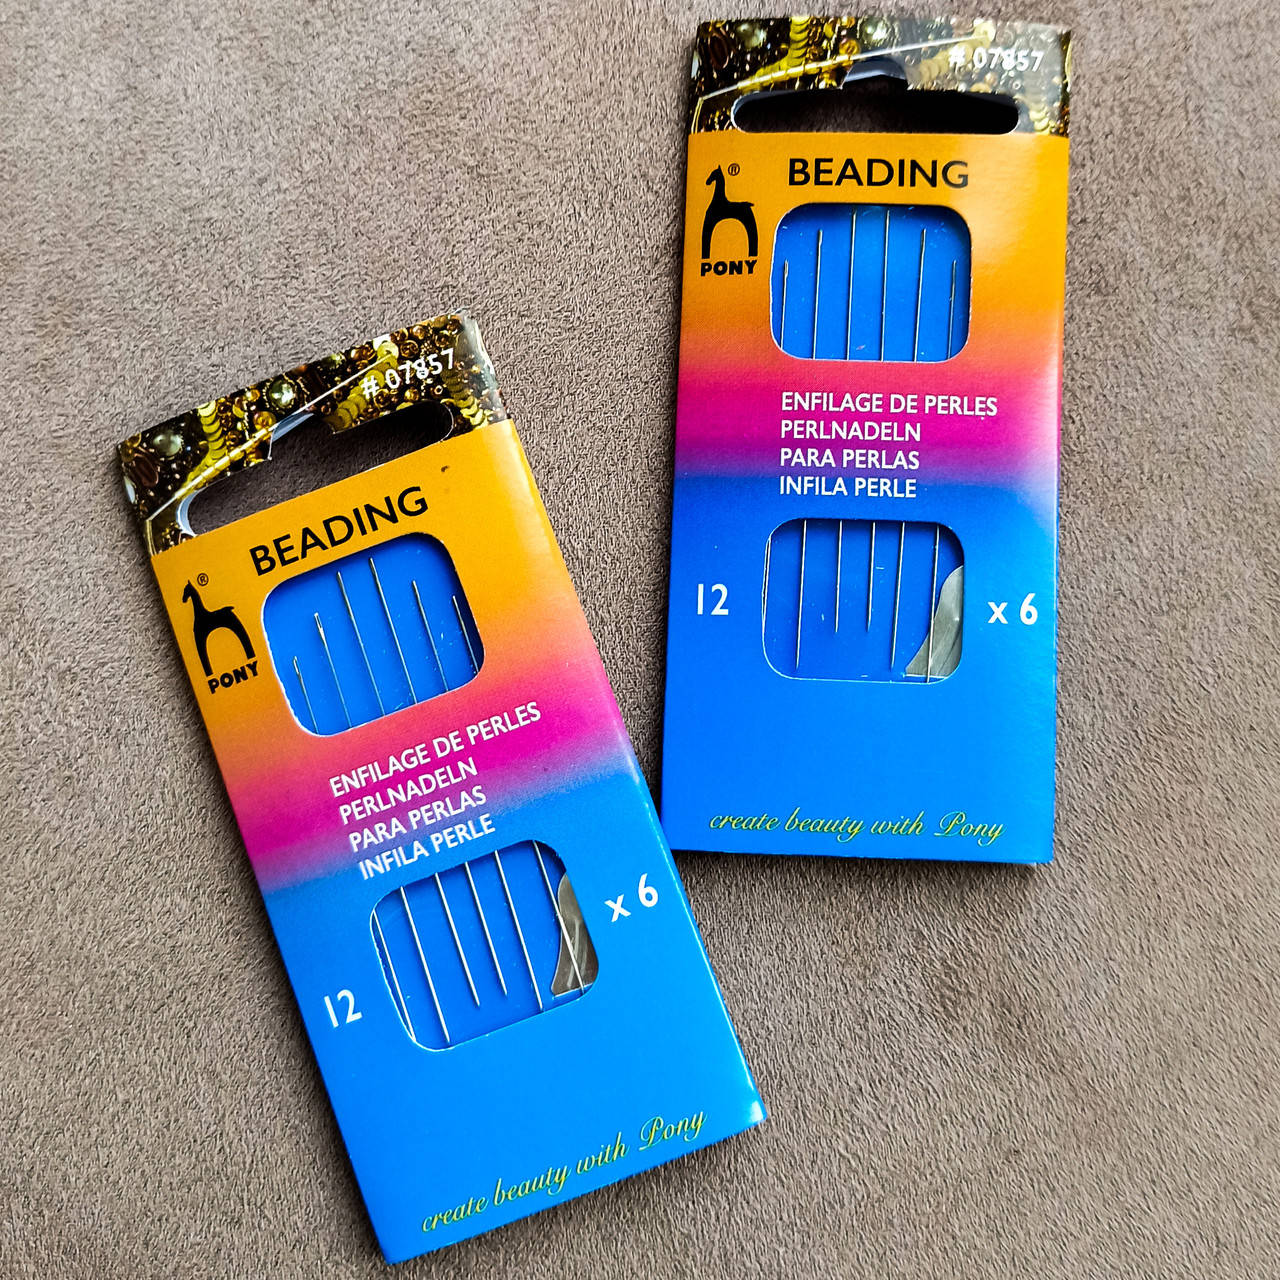 # 07857
BEADING
®
PONY
ENFILAGE DE PERLES
PERLNADELN
PARA PERLAS
INFILA PERLE
12
x 6
create beauty with Pony
# 07857
BEADING
®
PONY
ENFILAGE DE PERLES
PERLNADELN
PARA PERLAS
INFILA PERLE
12
x 6
create beauty with Pony